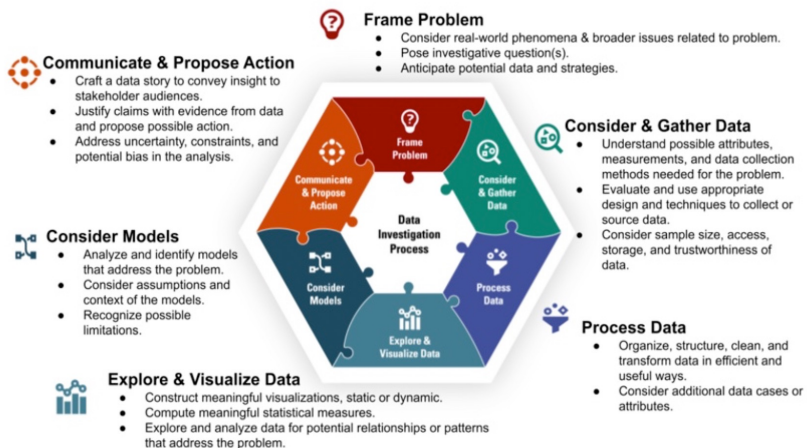 Frame Problem
● Consider real-world phenomena & broader issues related to problem.
● Pose investigative question(s).
● Anticipate potential data and strategies.
Communicate & Propose Action
● Craft a data story to convey insight to
stakeholder audiences.
● Justify claims with evidence from data
and propose possible action.
● Address uncertainty, constraints, and
potential bias in the analysis.
Frame
Problem
Communicate
& Propose
Action
Consider
& Gather
Data
Data
Investigation
Process
Consider
Models
Process
Data
Explore &
Visualize Data
Consider & Gather Data
● Understand possible attributes,
measurements, and data collection
methods needed for the problem.
● Evaluate and use appropriate
design and techniques to collect or
source data.
● Consider sample size, access,
storage, and trustworthiness of
data.
Consider Models
● Analyze and identify models
that address the problem.
● Consider assumptions and
context of the models.
● Recognize possible
limitations.
Process Data
● Organize, structure, clean, and
transform data in efficient and
useful ways.
● Consider additional data cases or
attributes.
Explore & Visualize Data
● Construct meaningful visualizations, static or dynamic.
● Compute meaningful statistical measures.
● Explore and analyze data for potential relationships or patterns
that address the problem.